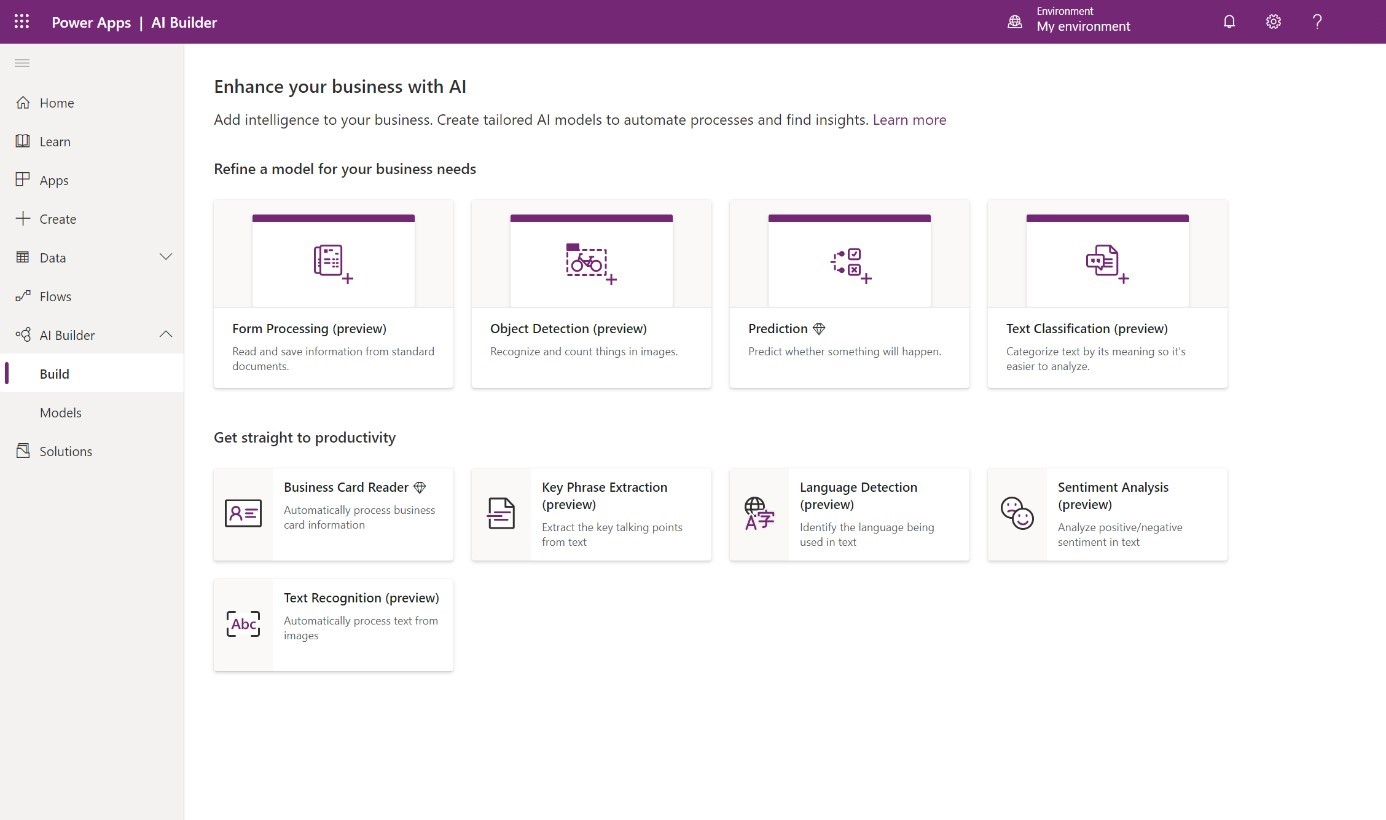 Power Apps | AI Builder
Environment
My environment
Home
Learn
Apps
Create
Data
Flows
AI Builder
Build
Models
Solutions
Enhance your business with AI
Add intelligence to your business. Create tailored AI models to automate processes and find insights. Learn more
Refine a model for your business needs
Form Processing (preview)
Read and save information from standard
documents.
Object Detection (preview)
Recognize and count things in images.
Prediction
Predict whether something will happen.
Text Classification (preview)
Categorize text by its meaning so it's
easier to analyze.
Get straight to productivity
Business Card Reader
Automatically process business
card information
Key Phrase Extraction
(preview)
Extract the key talking points
from text
A字
Language Detection
(preview)
Identify the language being
used in text
Sentiment Analysis
(preview)
Analyze positive/negative
sentiment in text
Abc
Text Recognition (preview)
Automatically process text from
images